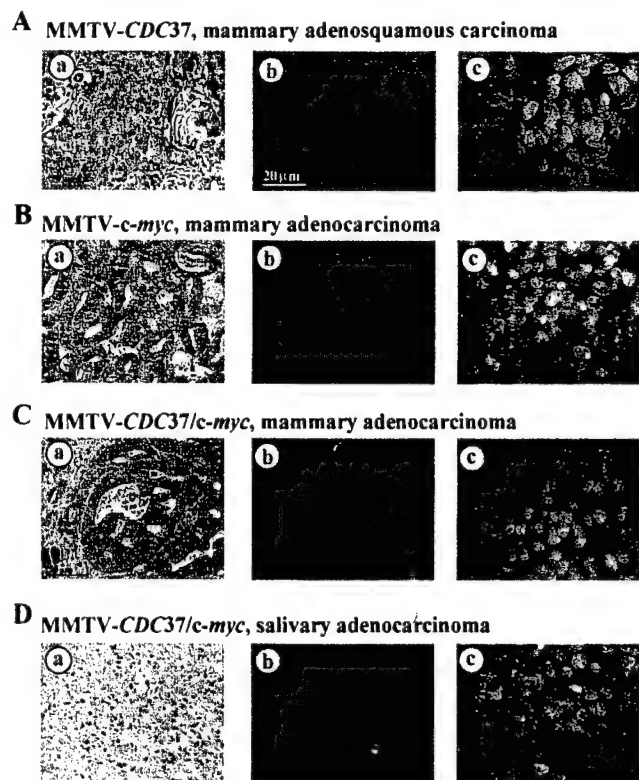 A MMTV-CDC37, mammary adenosquamous carcinoma
a b c
20µm
B MMTV-c-myc, mammary adenocarcinoma
a b c
C MMTV-CDC37/c-myc, mammary adenocarcinoma
a b c
D MMTV-CDC37/c-myc, salivary adenocarcinoma
a b c